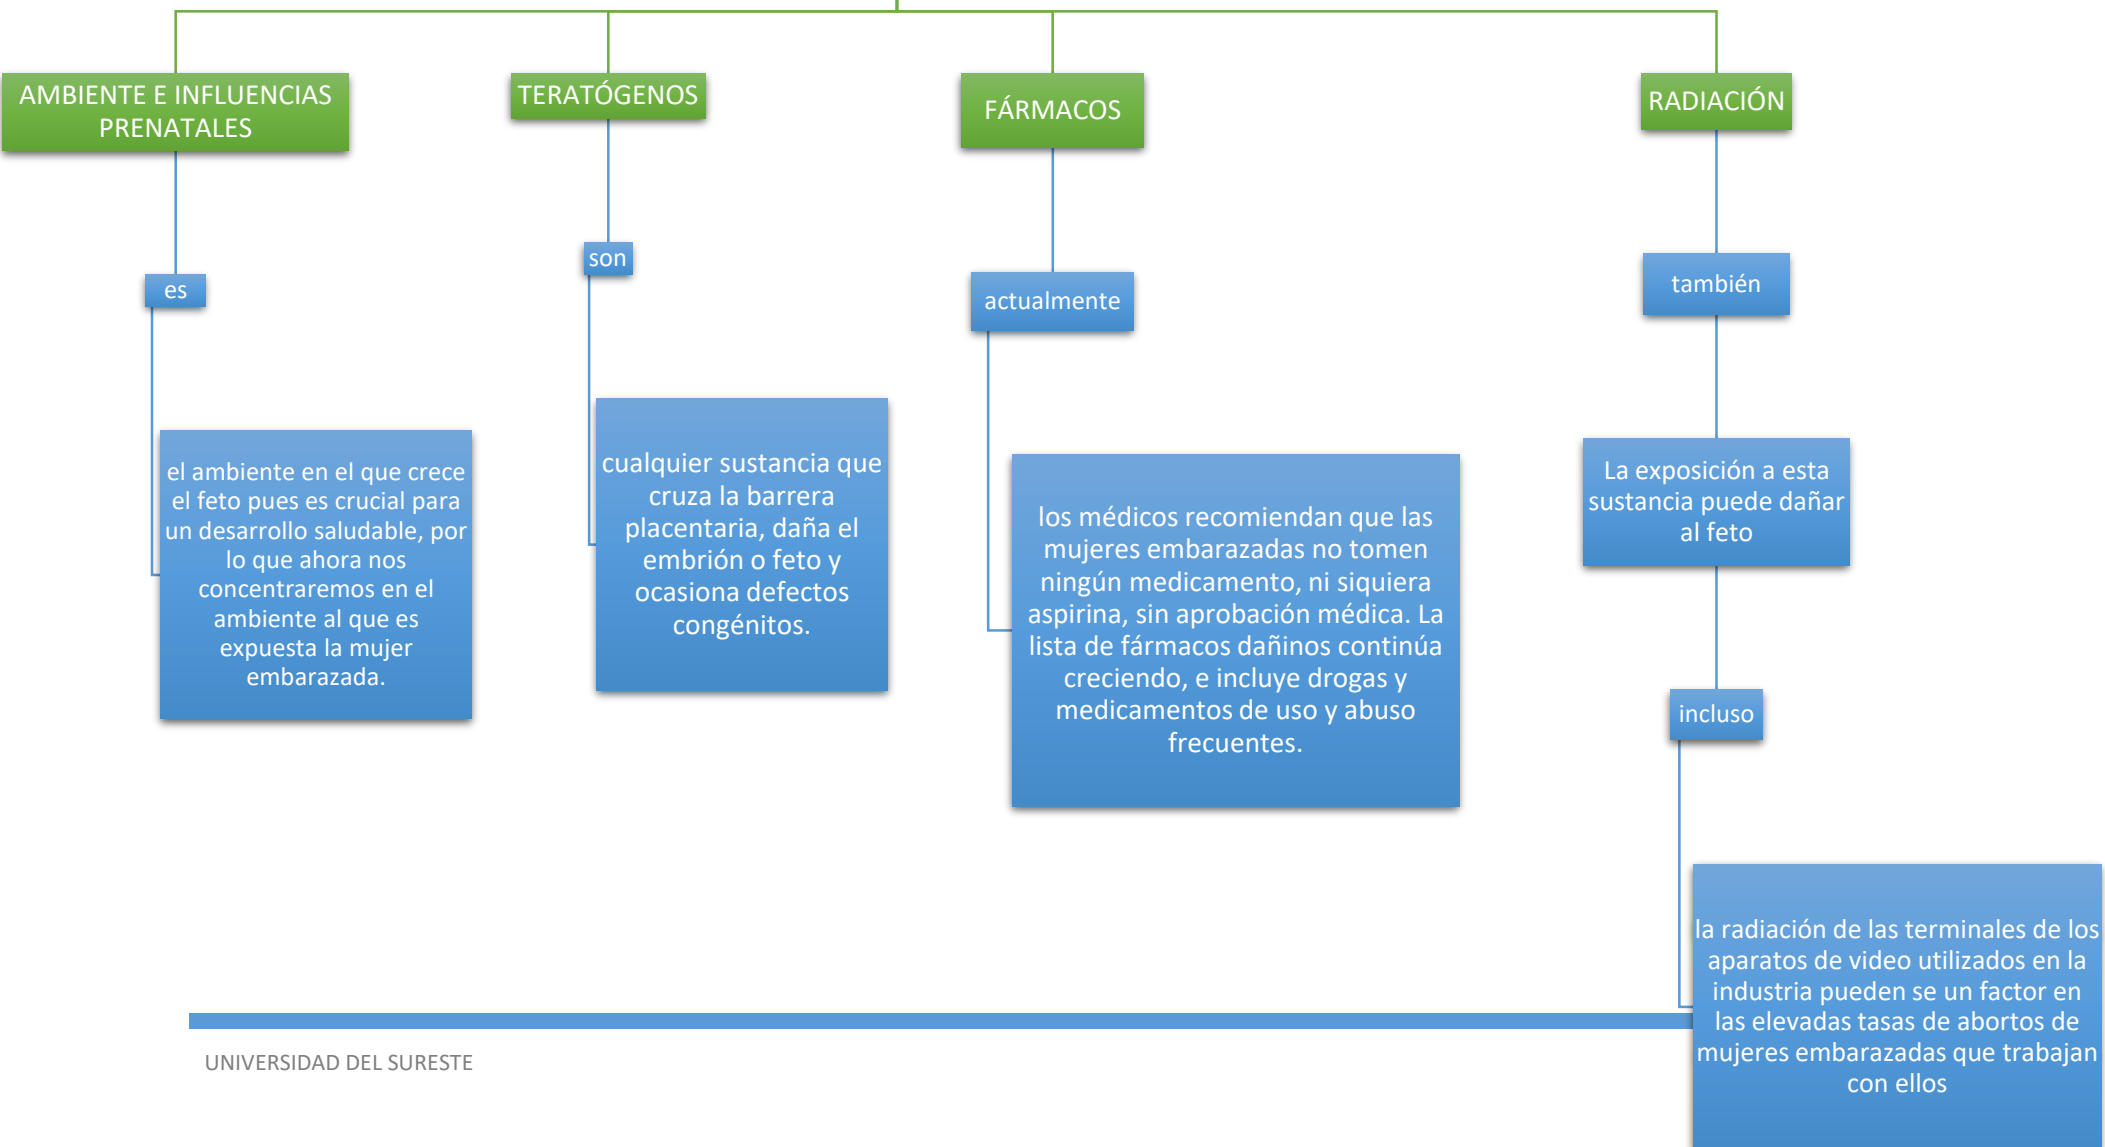 AMBIENTE E INFLUENCIAS
PRENATALES
es
el ambiente en el que crece
el feto pues es crucial para
un desarrollo saludable, por
lo que ahora nos
concentraremos en el
ambiente al que es
expuesta la mujer
embarazada.
TERATÓGENOS
son
cualquier sustancia que
cruza la barrera
placentaria, daña el
embrión o feto y
ocasiona defectos
congénitos.
FÁRMACOS
actualmente
los médicos recomiendan que las
mujeres embarazadas no tomen
ningún medicamento, ni siquiera
aspirina, sin aprobación médica. La
lista de fármacos dañinos continúa
creciendo, e incluye drogas y
medicamentos de uso y abuso
frecuentes.
RADIACIÓN
también
La exposición a esta
sustancia puede dañar
al feto
incluso
la radiación de las terminales de los
aparatos de video utilizados en la
industria pueden se un factor en
las elevadas tasas de abortos de
mujeres embarazadas que trabajan
con ellos
UNIVERSIDAD DEL SURESTE